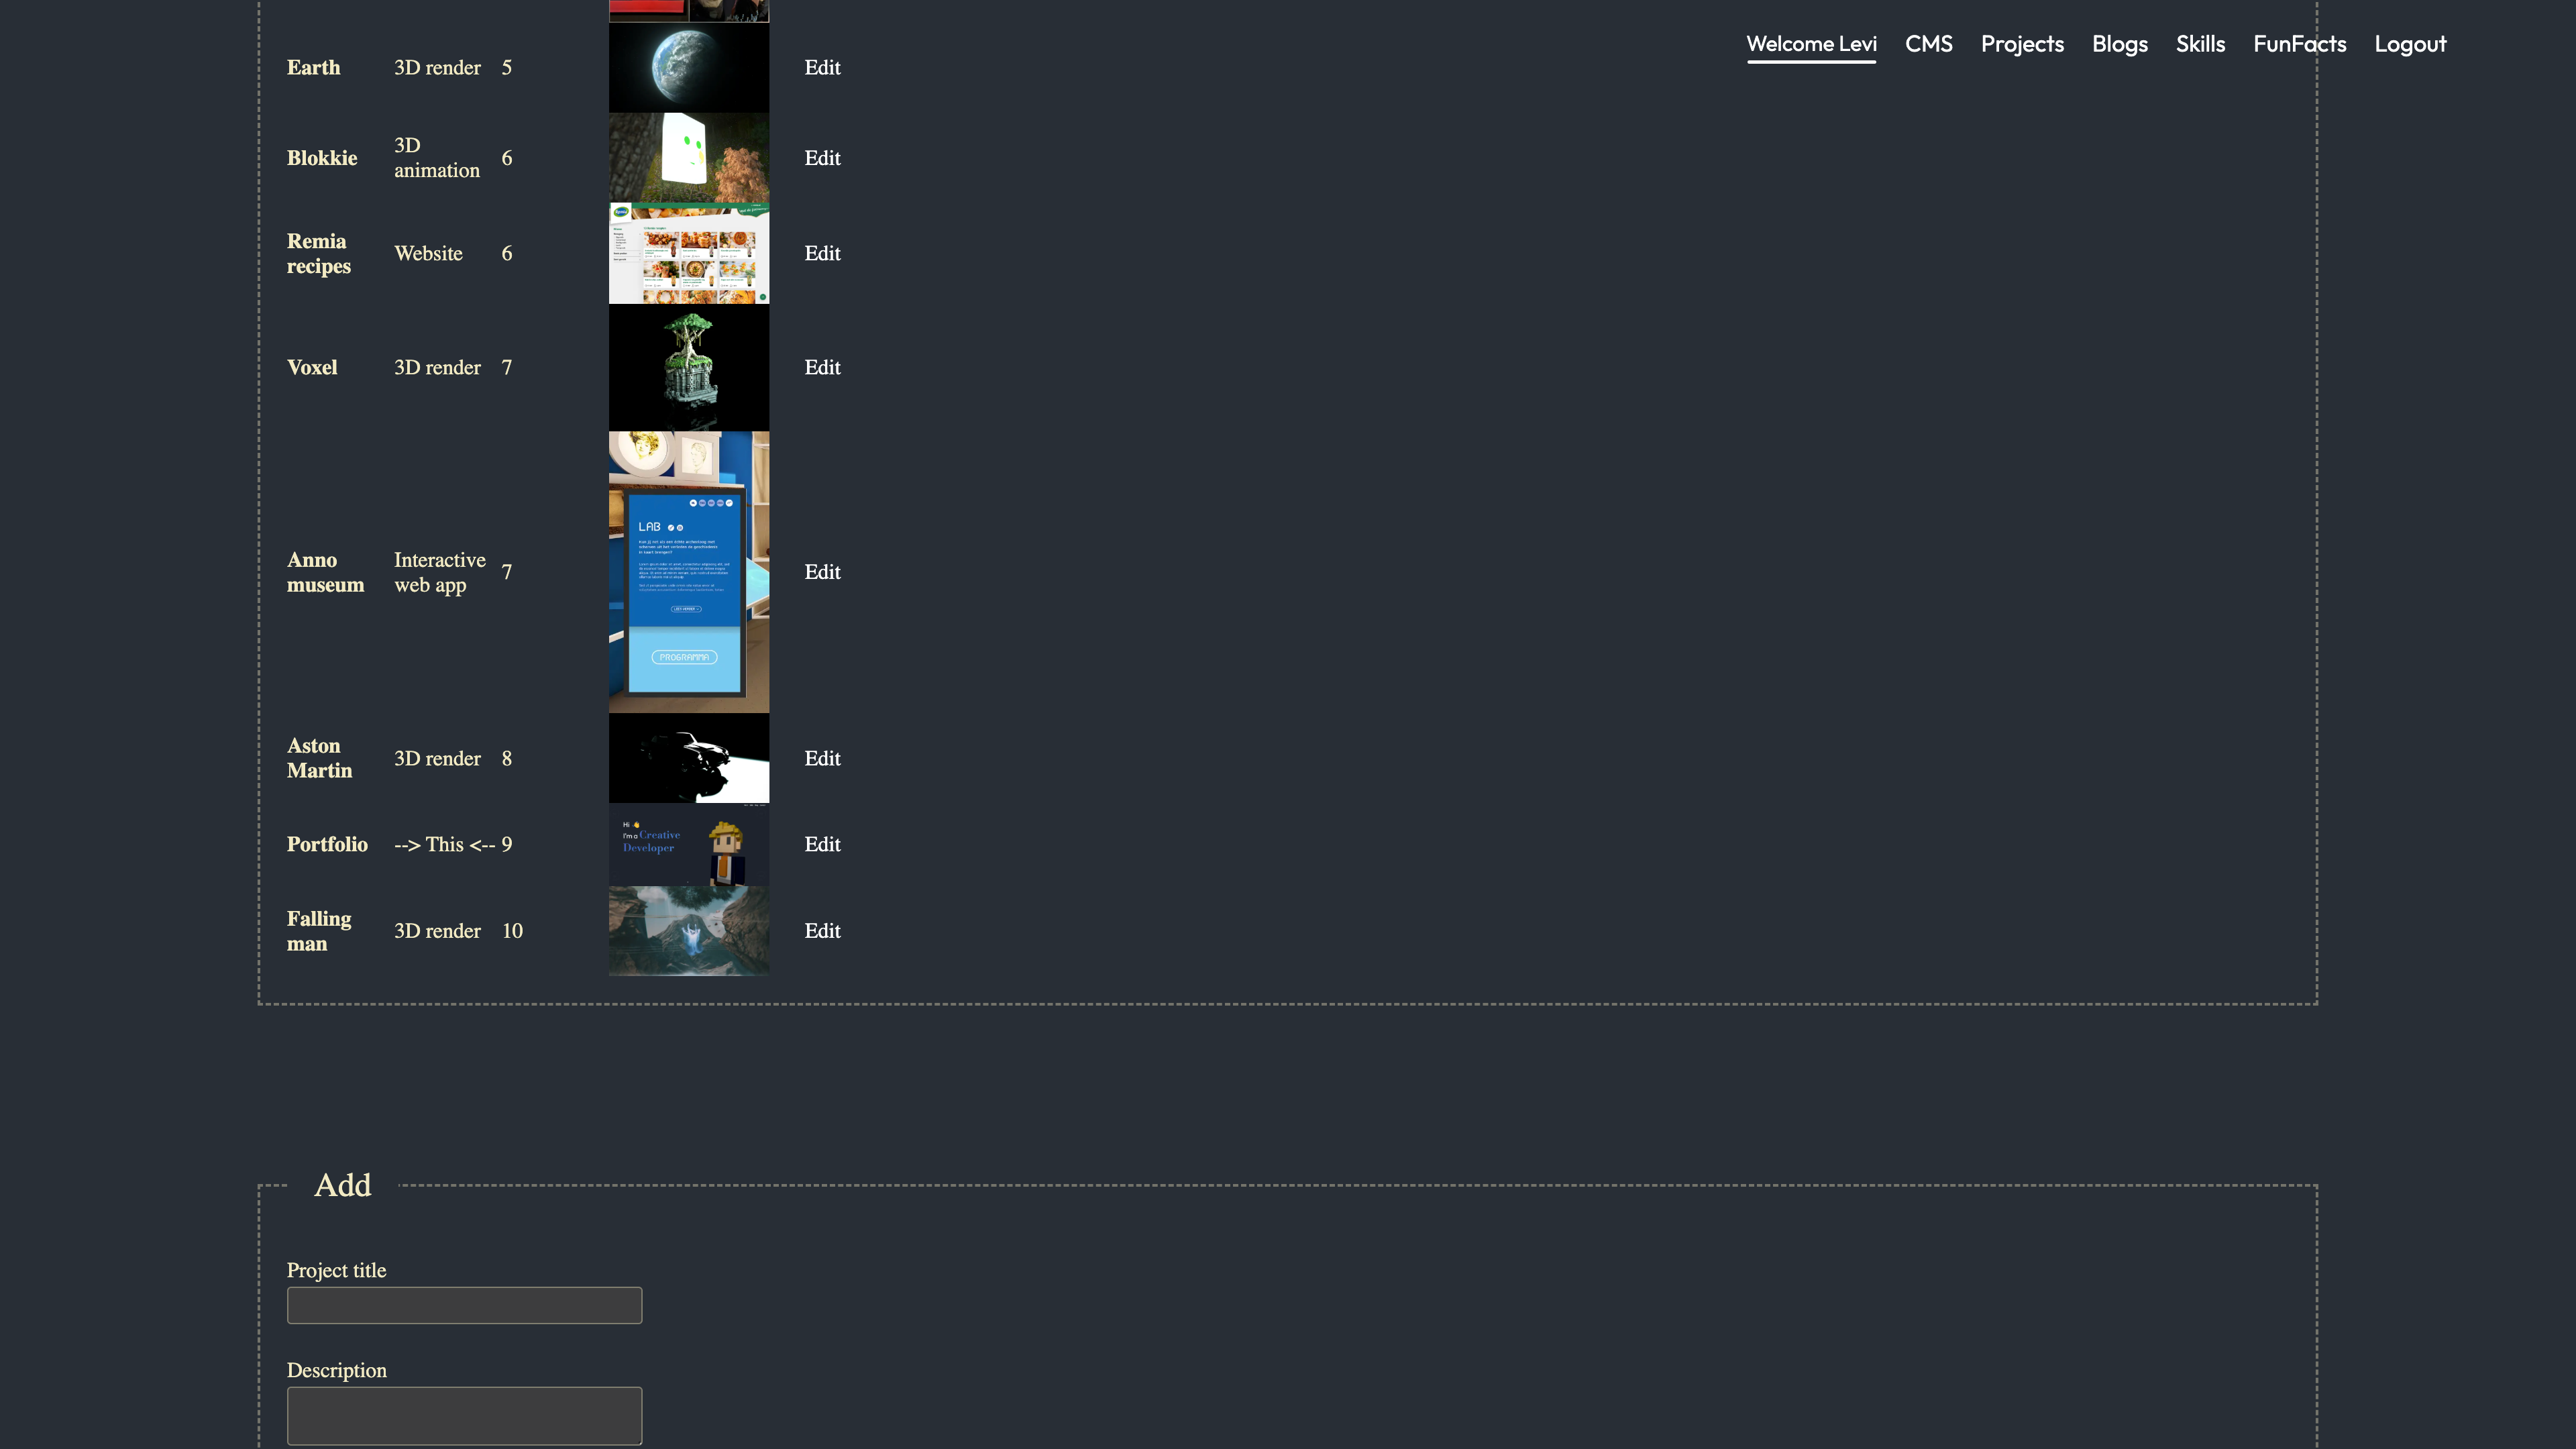 Welcome Levi CMS Projects Blogs Skills FunFacts Logout
Earth 3D render 5 Edit
Blokkie 3D animation 6 Edit
Remia recipes Website 6 Edit
Voxel 3D render 7 Edit
LAB
PROGRAMMA
Anno museum Interactive web app 7 Edit
Aston Martin 3D render 8 Edit
Hi 👋
I'm a Creative
Developer
Portfolio --> This <-- 9 Edit
Falling man 3D render 10 Edit
Add
Project title
Description